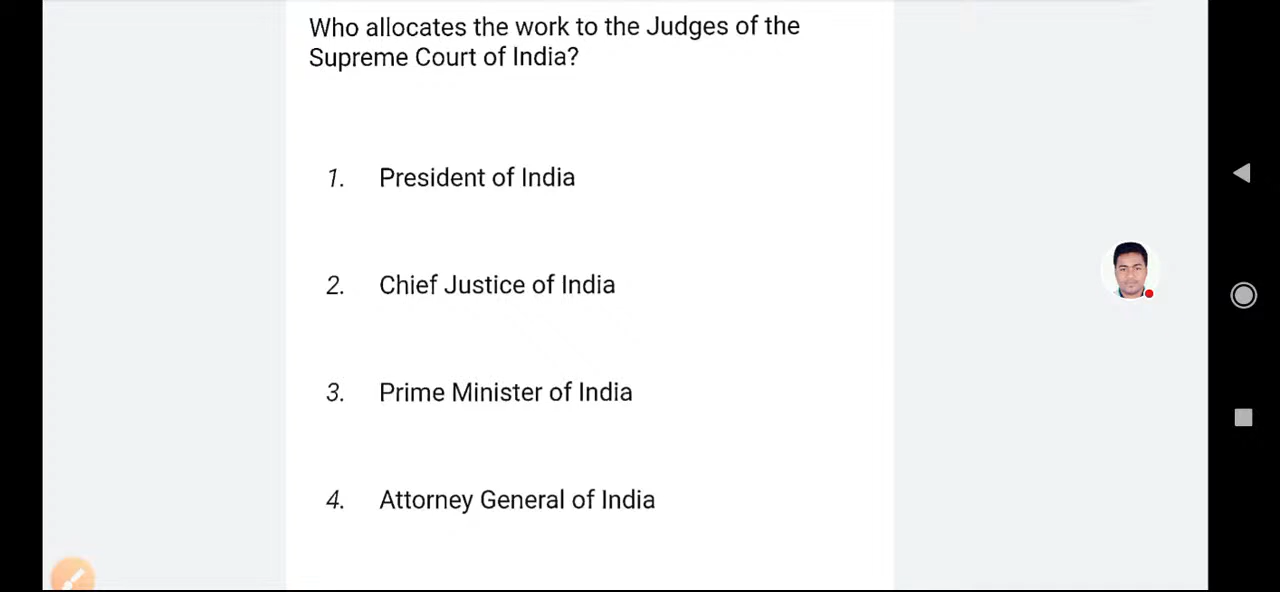 Who allocates the work to the Judges of the
Supreme Court of India?
1. President of India
2. Chief Justice of India
3. Prime Minister of India
4. Attorney General of India